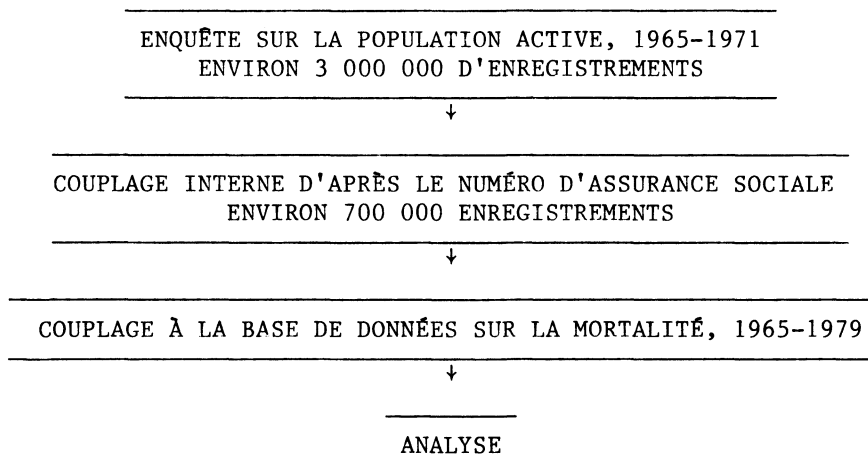 ENQUÊTE SUR LA POPULATION ACTIVE, 1965-1971
ENVIRON 3 000 000 D'ENREGISTREMENTS
↓
COUPLAGE INTERNE D'APRÈS LE NUMÉRO D'ASSURANCE SOCIALE
ENVIRON 700 000 ENREGISTREMENTS
↓
COUPLAGE À LA BASE DE DONNÉES SUR LA MORTALITÉ, 1965-1979
↓
ANALYSE